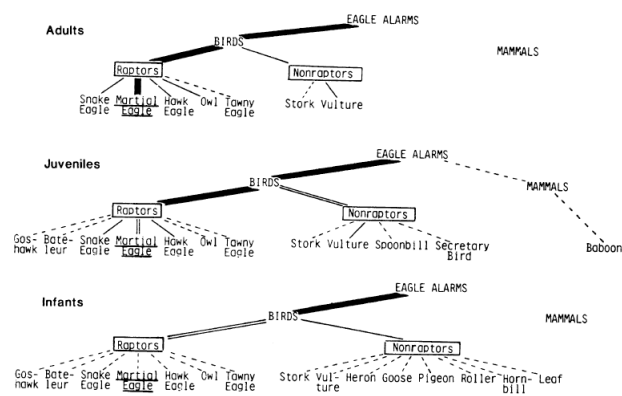 EAGLE ALARMS
Adults
BIRDS
MAMMALS
Raptors
Nonraptors
Snake Martial Hawk Owl Tawny
Eagle Eagle Eagle Eagle
Stork Vulture
EAGLE ALARMS
Juveniles
BIRDS
MAMMALS
Raptors
Nonraptors
Gos- Bate- Snake Martial Hawk Owl Tawny
hawk leur Eagle Eagle Eagle Eagle
Stork Vulture Spoonbill Secretary
Bird
Baboon
EAGLE ALARMS
Infants
BIRDS
MAMMALS
Raptors
Nonraptors
Gos- Bate- Snake Martial Hawk Owl Tawny
nawk leur Eagle Eagle Eagle Eagle
Stork Vul- Heron Goose Pigeon Roller Horn- Leaf
ture bill